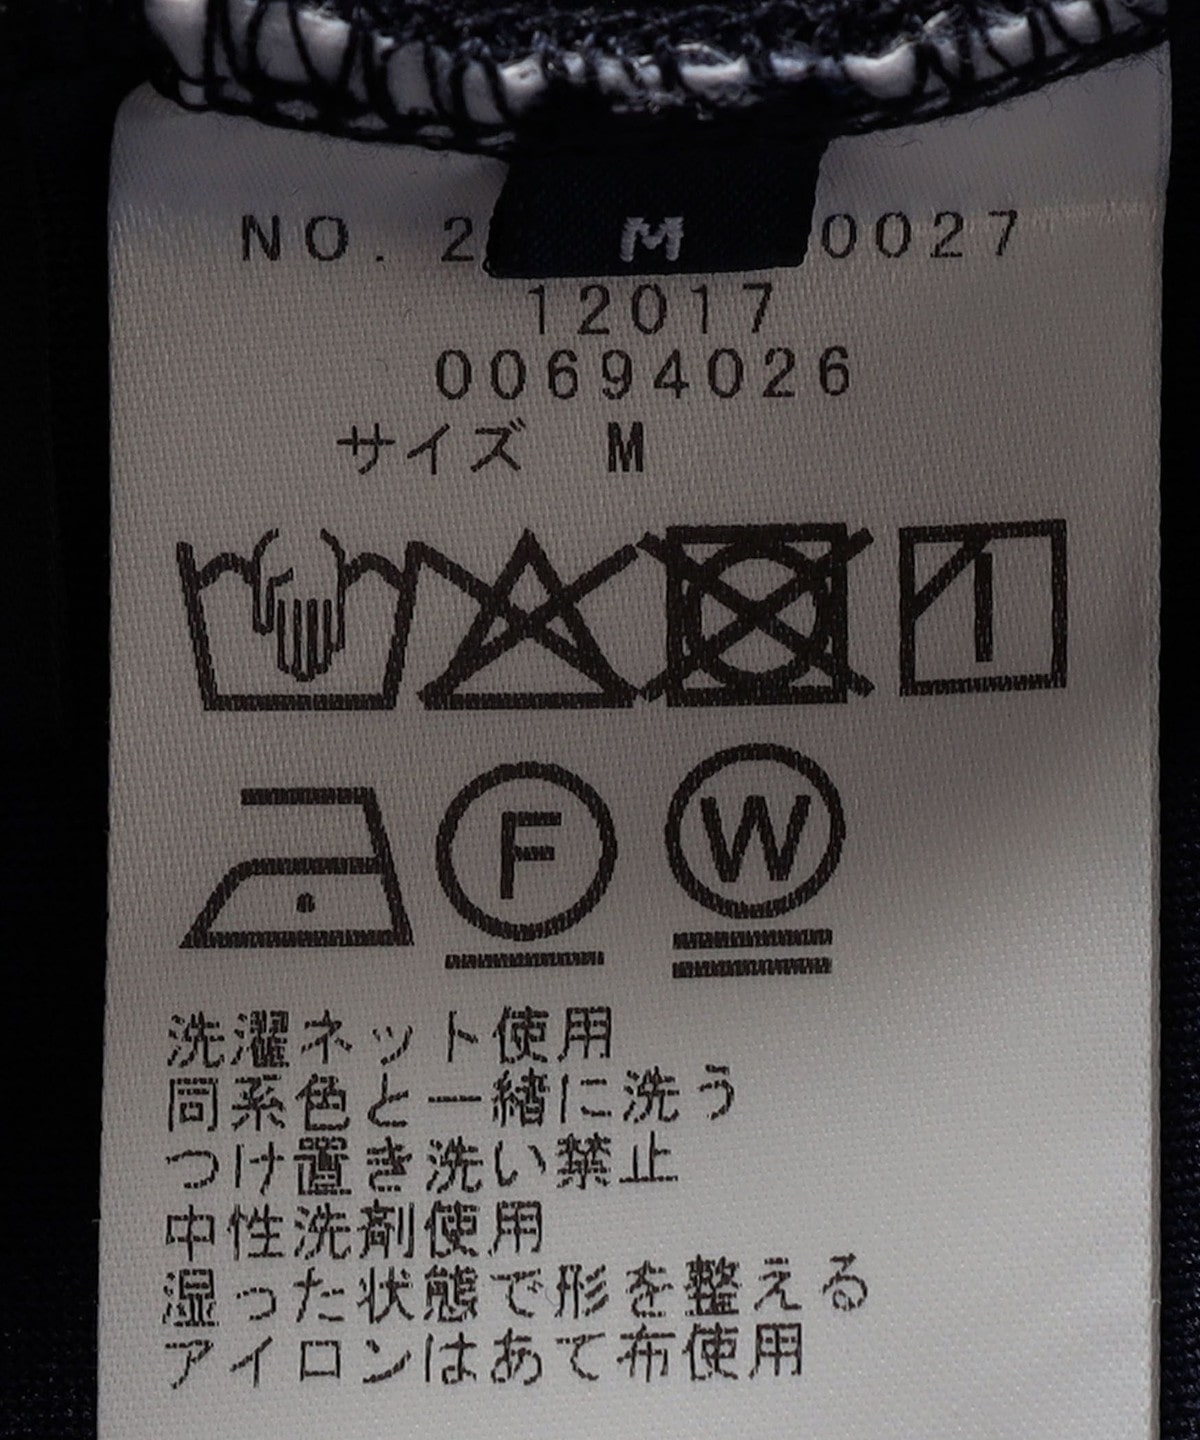 NO. 2 M 0027
12017
00694026
サイズ M
F W
洗濯ネット使用
同系色と一緒に洗う
つけ置き洗い禁止
中性洗剤使用
湿った状態で形を整える
アイロンはあて布使用